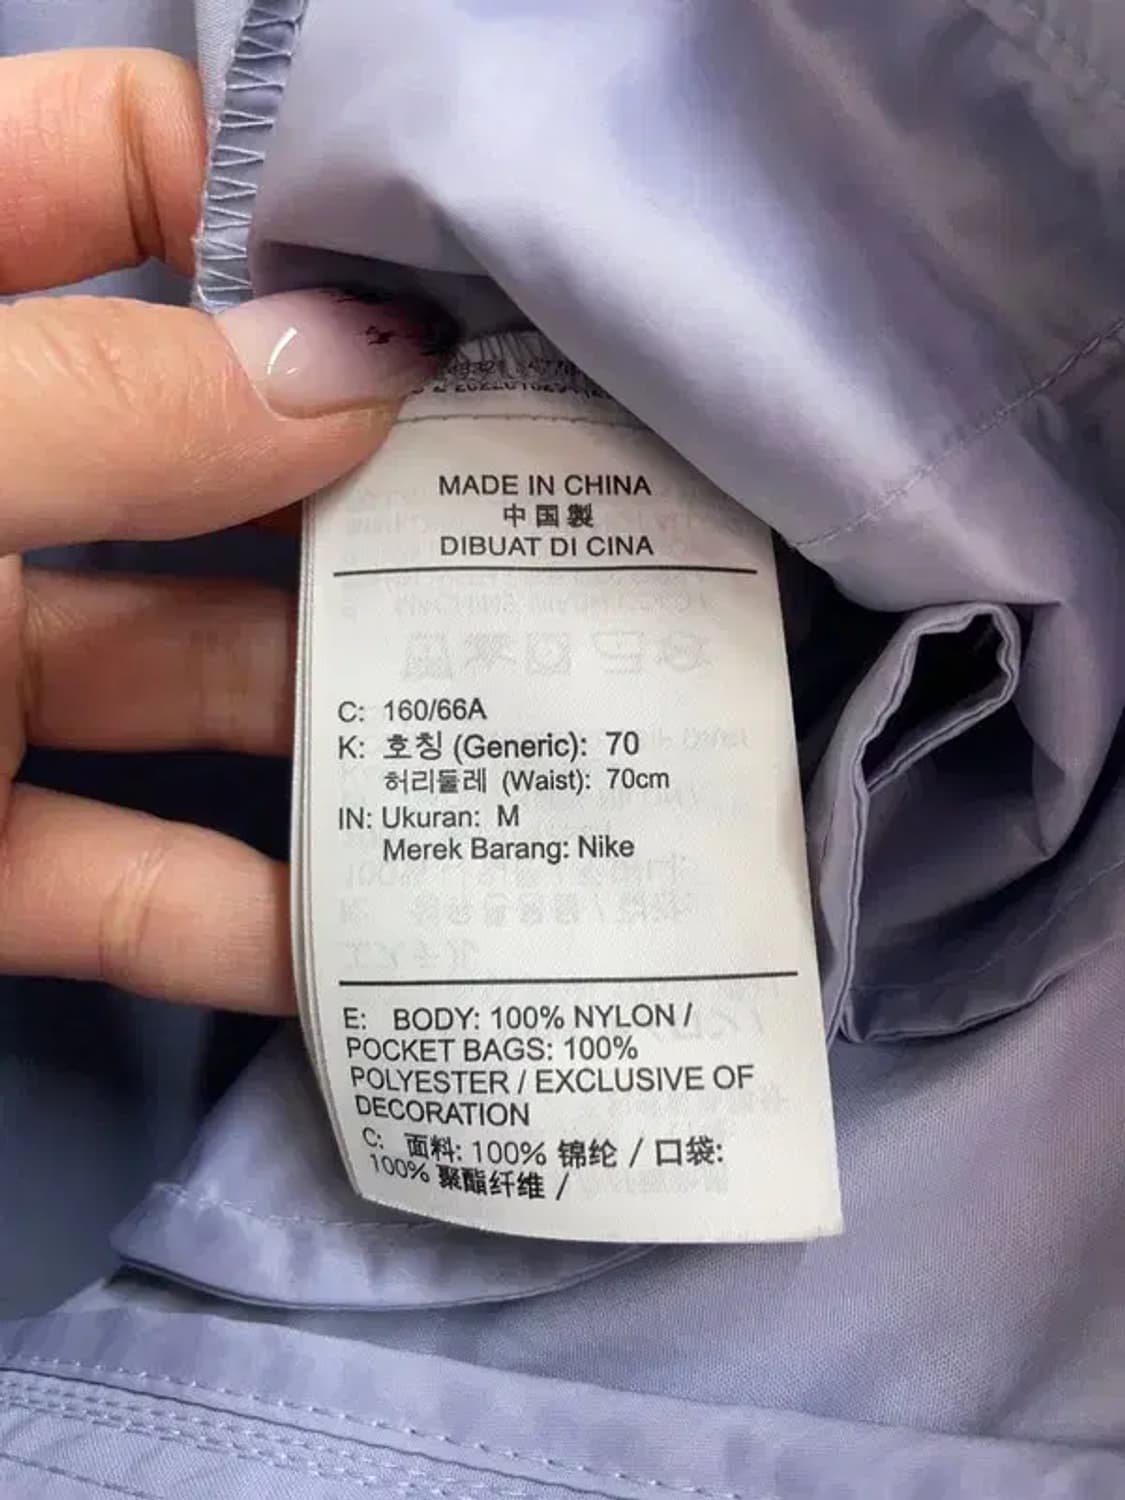 MADE IN CHINA
中国製
DIBUAT DI CINA
C: 160/66A
K: 호칭 (Generic): 70
허리둘레 (Waist): 70cm
IN: Ukuran: M
Merek Barang: Nike
E: BODY: 100% NYLON /
POCKET BAGS: 100%
POLYESTER / EXCLUSIVE OF
DECORATION
C: 面料: 100% 锦纶 / 口袋:
100% 聚酯纤维 /